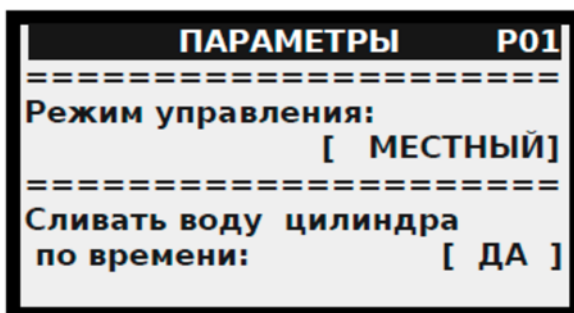 ПАРАМЕТРЫ P01
=====================
Режим управления:
[ МЕСТНЫЙ]
=====================
Сливать воду цилиндра
по времени: [ ДА ]